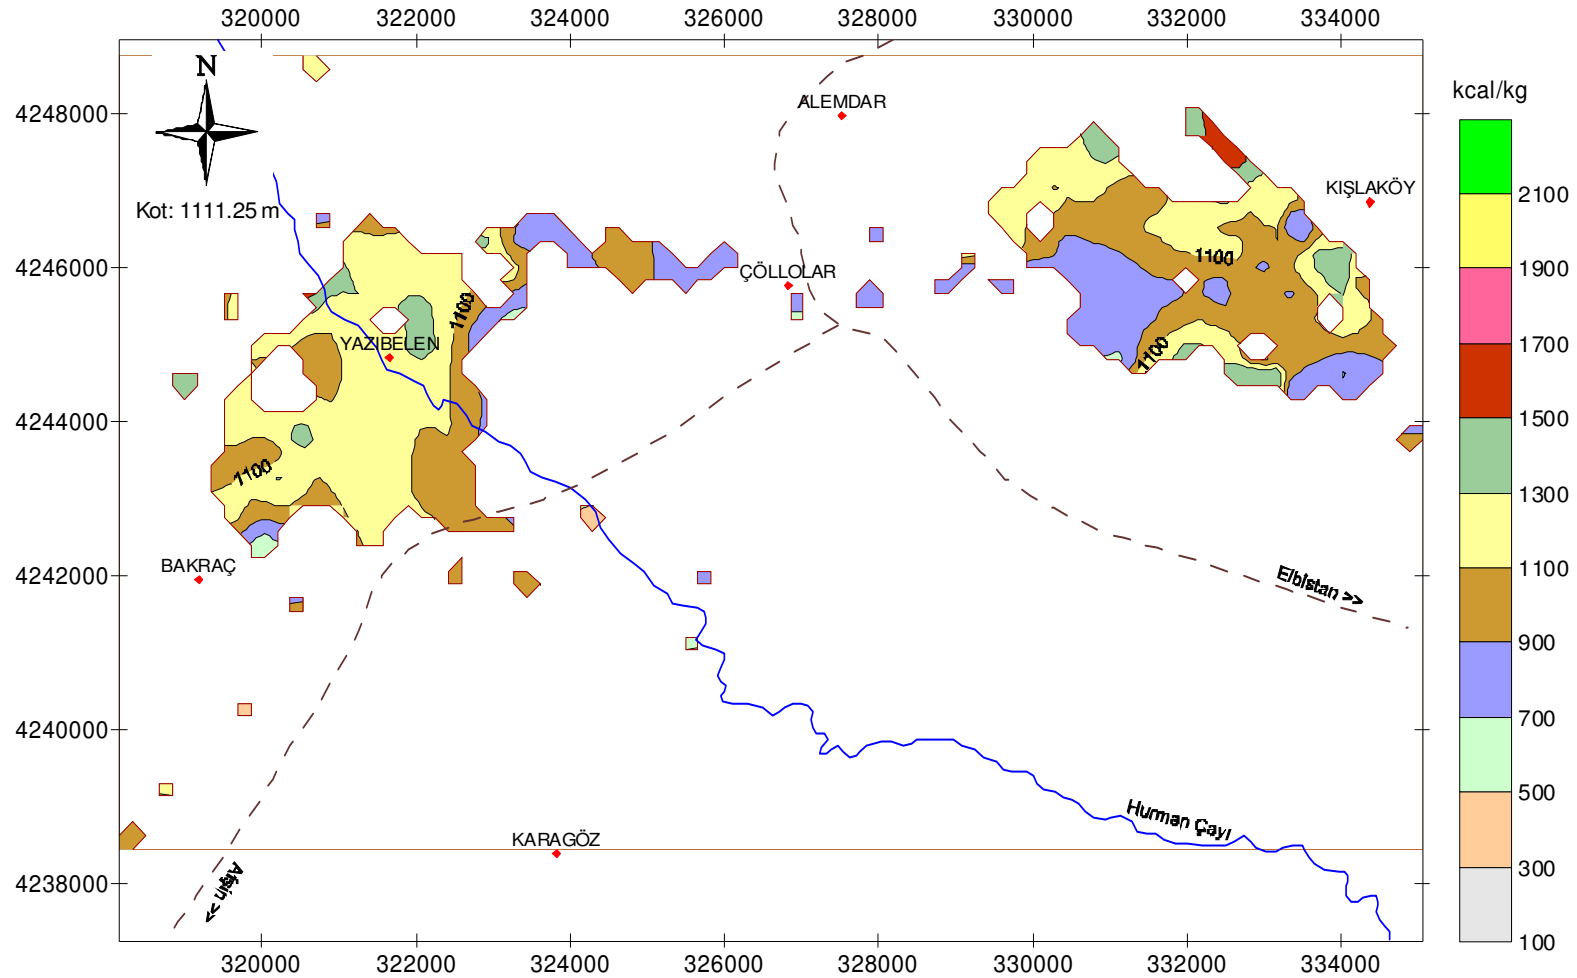 320000 322000 324000 326000 328000 330000 332000 334000
kcal/kg
N
4248000
ALEMDAR
KIŞLAKÖY
2100
Kot: 1111.25 m
4246000
1100
1900
ÇÖLLOLAR
1100
1700
YAZIBELEN
1100
1500
4244000
1100
1300
BAKRAÇ
4242000
1100
Elbistan >>
900
4240000
700
Hurman Çayı
500
KARAGÖZ
4238000
Afşin >>
300
100
320000 322000 324000 326000 328000 330000 332000 334000